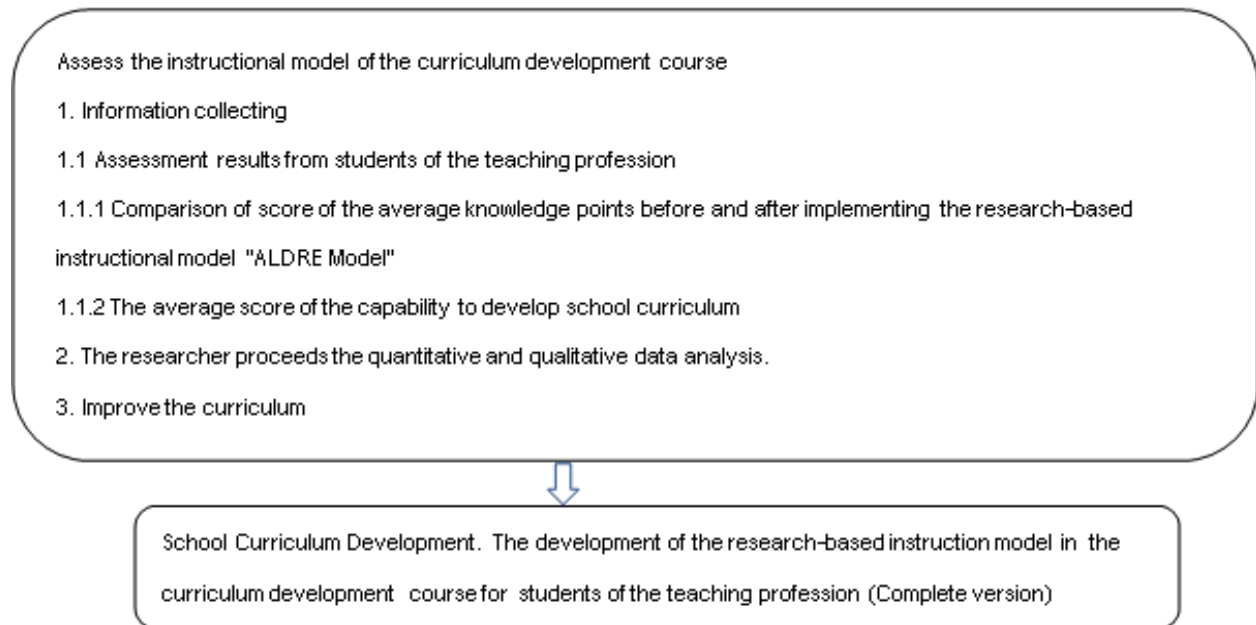 Assess the instructional model of the curriculum development course
1. Information collecting
1.1 Assessment results from students of the teaching profession
1.1.1 Comparison of score of the average knowledge points before and after implementing the research-based
instructional model "ALDRE Model"
1.1.2 The average score of the capability to develop school curriculum
2. The researcher proceeds the quantitative and qualitative data analysis.
3. Improve the curriculum
School Curriculum Development. The development of the research-based instruction model in the
curriculum development course for students of the teaching profession (Complete version)